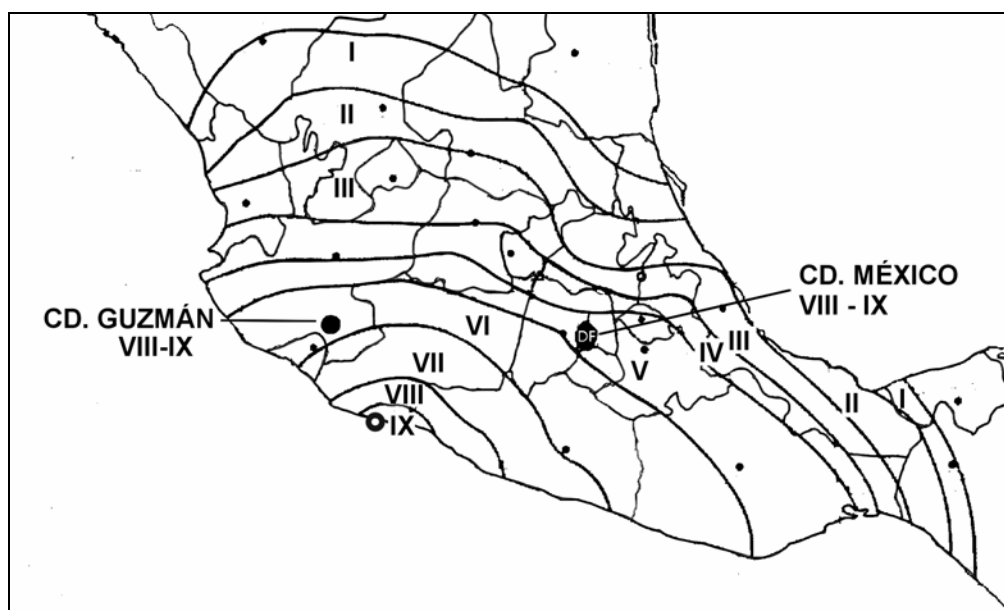 I
II
III
CD. MÉXICO
VIII - IX
CD. GUZMÁN
VIII-IX
DF
VI
IV
III
V
VII
II
I
VIII
IX